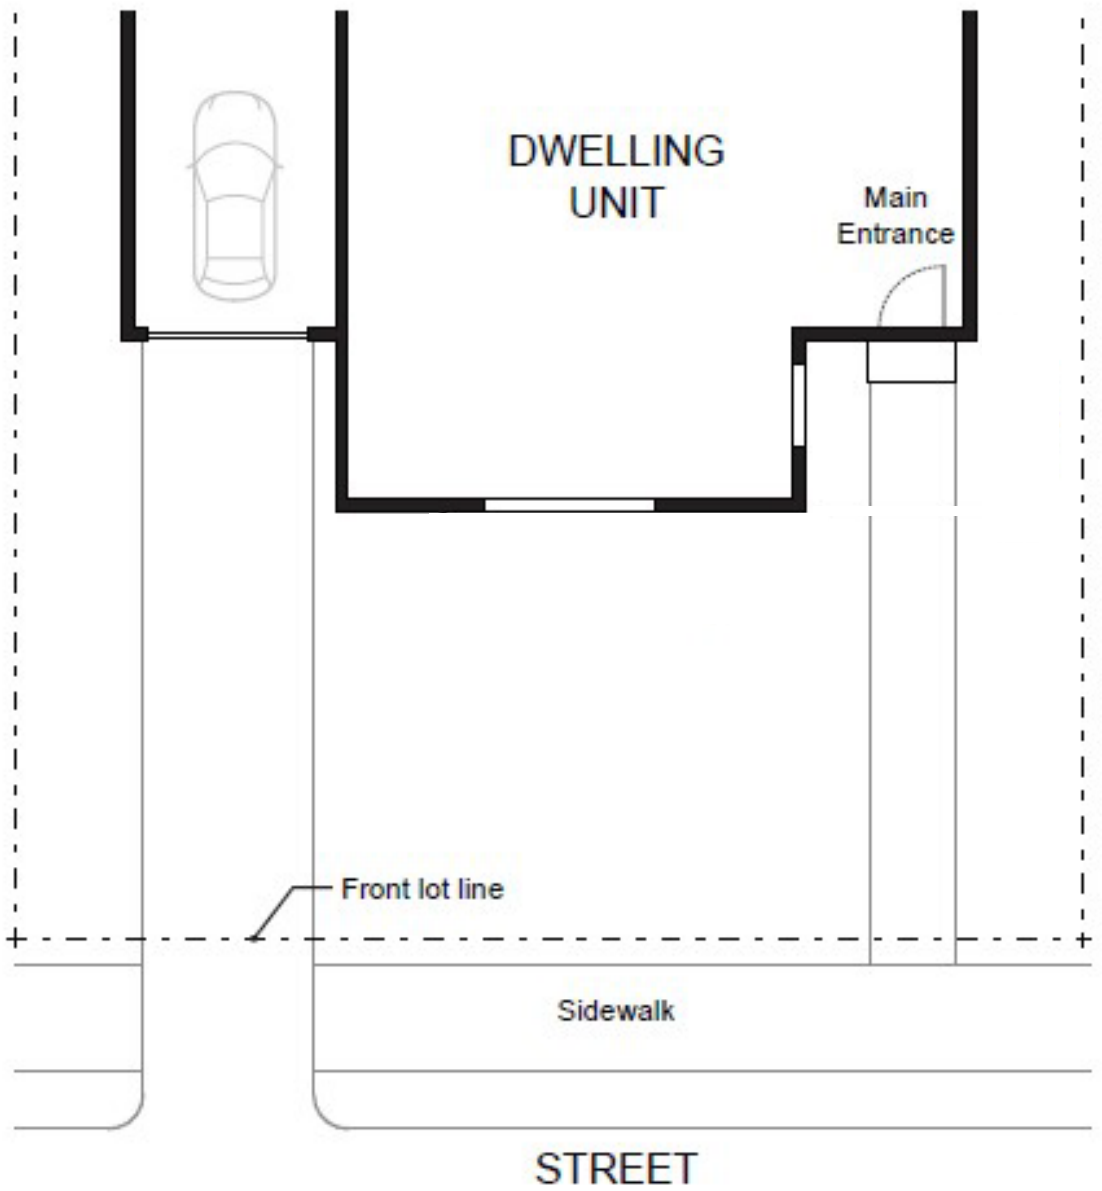 DWELLING
UNIT
Main
Entrance
Front lot line
Sidewalk
STREET